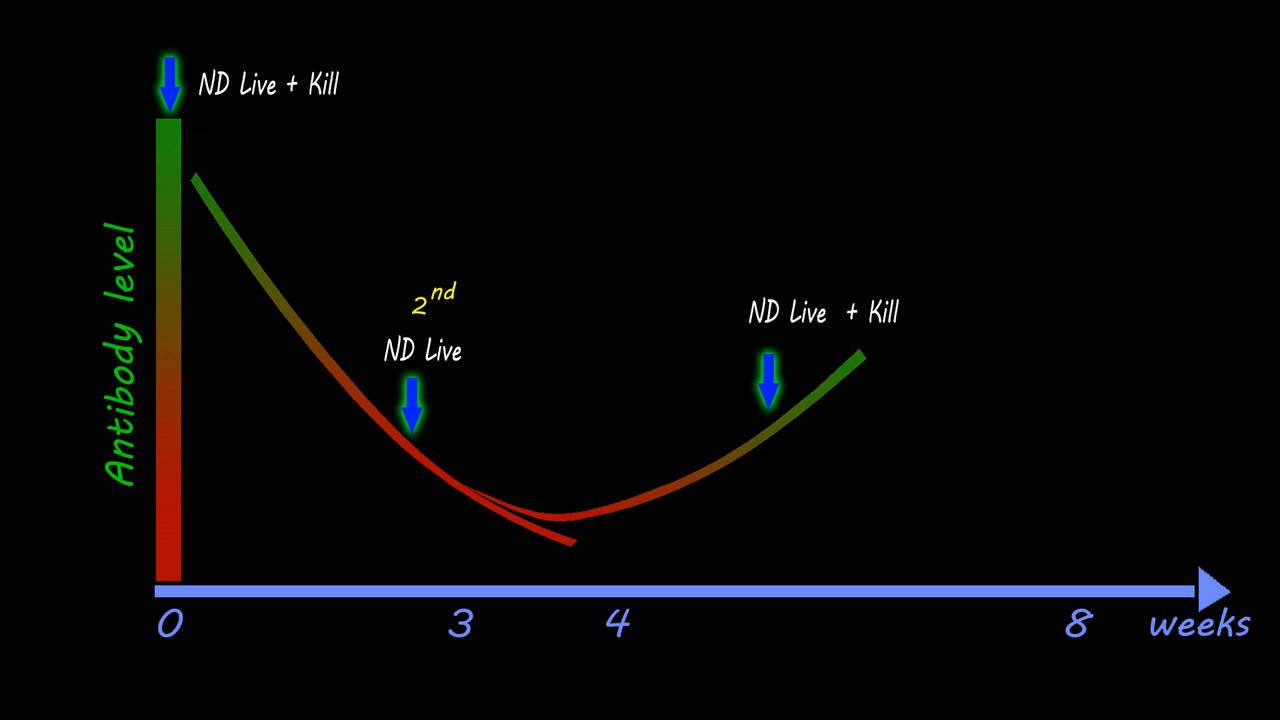 ND Live + Kill
Antibody level
2nd
ND Live
ND Live + Kill
0 3 4 8 weeks